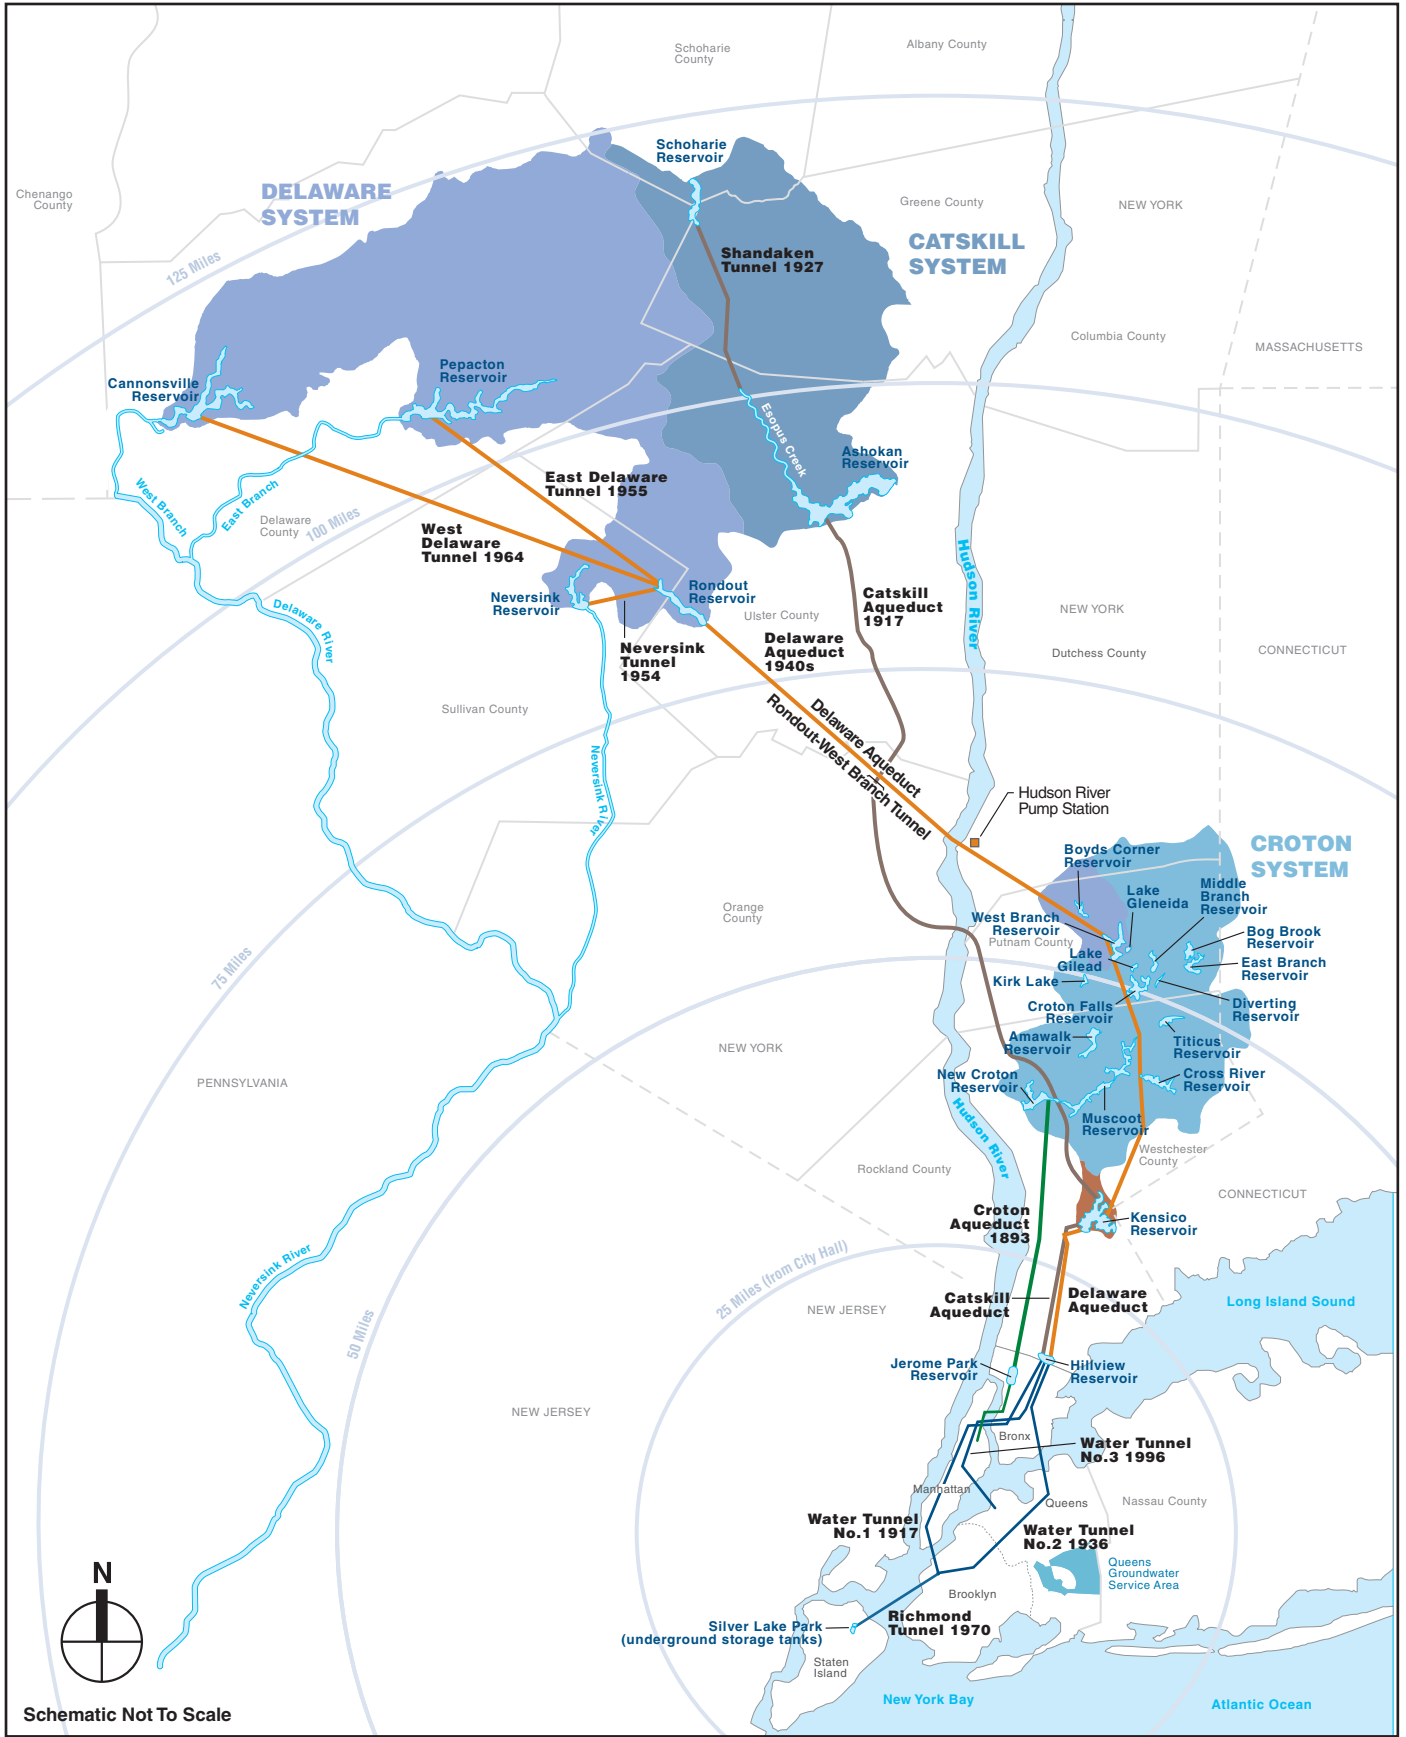 Schoharie
County
Albany County
Schoharie
Reservoir
DELAWARE
SYSTEM
Chenango
County
Greene County
NEW YORK
CATSKILL
SYSTEM
Shandaken
Tunnel 1927
125 Miles
Columbia County
MASSACHUSETTS
Cannonsville
Reservoir
Pepacton
Reservoir
Esopus Creek
Ashokan
Reservoir
East Delaware
Tunnel 1955
West Branch
East Branch
Delaware
County
100 Miles
West
Delaware
Tunnel 1964
Hudson River
Neversink
Reservoir
Rondout
Reservoir
Ulster County
Catskill
Aqueduct
1917
NEW YORK
Delaware River
Neversink
Tunnel
1954
Delaware
Aqueduct
1940s
Dutchess County
CONNECTICUT
Sullivan County
Delaware Aqueduct
Rondout-West Branch Tunnel
Neversink River
Hudson River
Pump Station
CROTON
SYSTEM
Boyds Corner
Reservoir
Lake
Gleneida
Middle
Branch
Reservoir
Orange
County
West Branch
Reservoir
Putnam County
Bog Brook
Reservoir
Lake
Gilead
East Branch
Reservoir
75 Miles
Kirk Lake
Croton Falls
Reservoir
Diverting
Reservoir
Amawalk
Reservoir
Titicus
Reservoir
NEW YORK
PENNSYLVANIA
New Croton
Reservoir
Cross River
Reservoir
Muscoot
Reservoir
Hudson River
Westchester
County
Rockland County
CONNECTICUT
Croton
Aqueduct
1893
Kensico
Reservoir
Neversink River
25 Miles (from City Hall)
50 Miles
NEW JERSEY
Catskill
Aqueduct
Delaware
Aqueduct
Long Island Sound
Jerome Park
Reservoir
Hillview
Reservoir
NEW JERSEY
Bronx
Water Tunnel
No.3 1996
Manhattan
Queens
Nassau County
Water Tunnel
No.1 1917
Water Tunnel
No.2 1936
Queens
Groundwater
Service Area
N
Brooklyn
Silver Lake Park
(underground storage tanks)
Richmond
Tunnel 1970
Staten
Island
New York Bay
Atlantic Ocean
Schematic Not To Scale